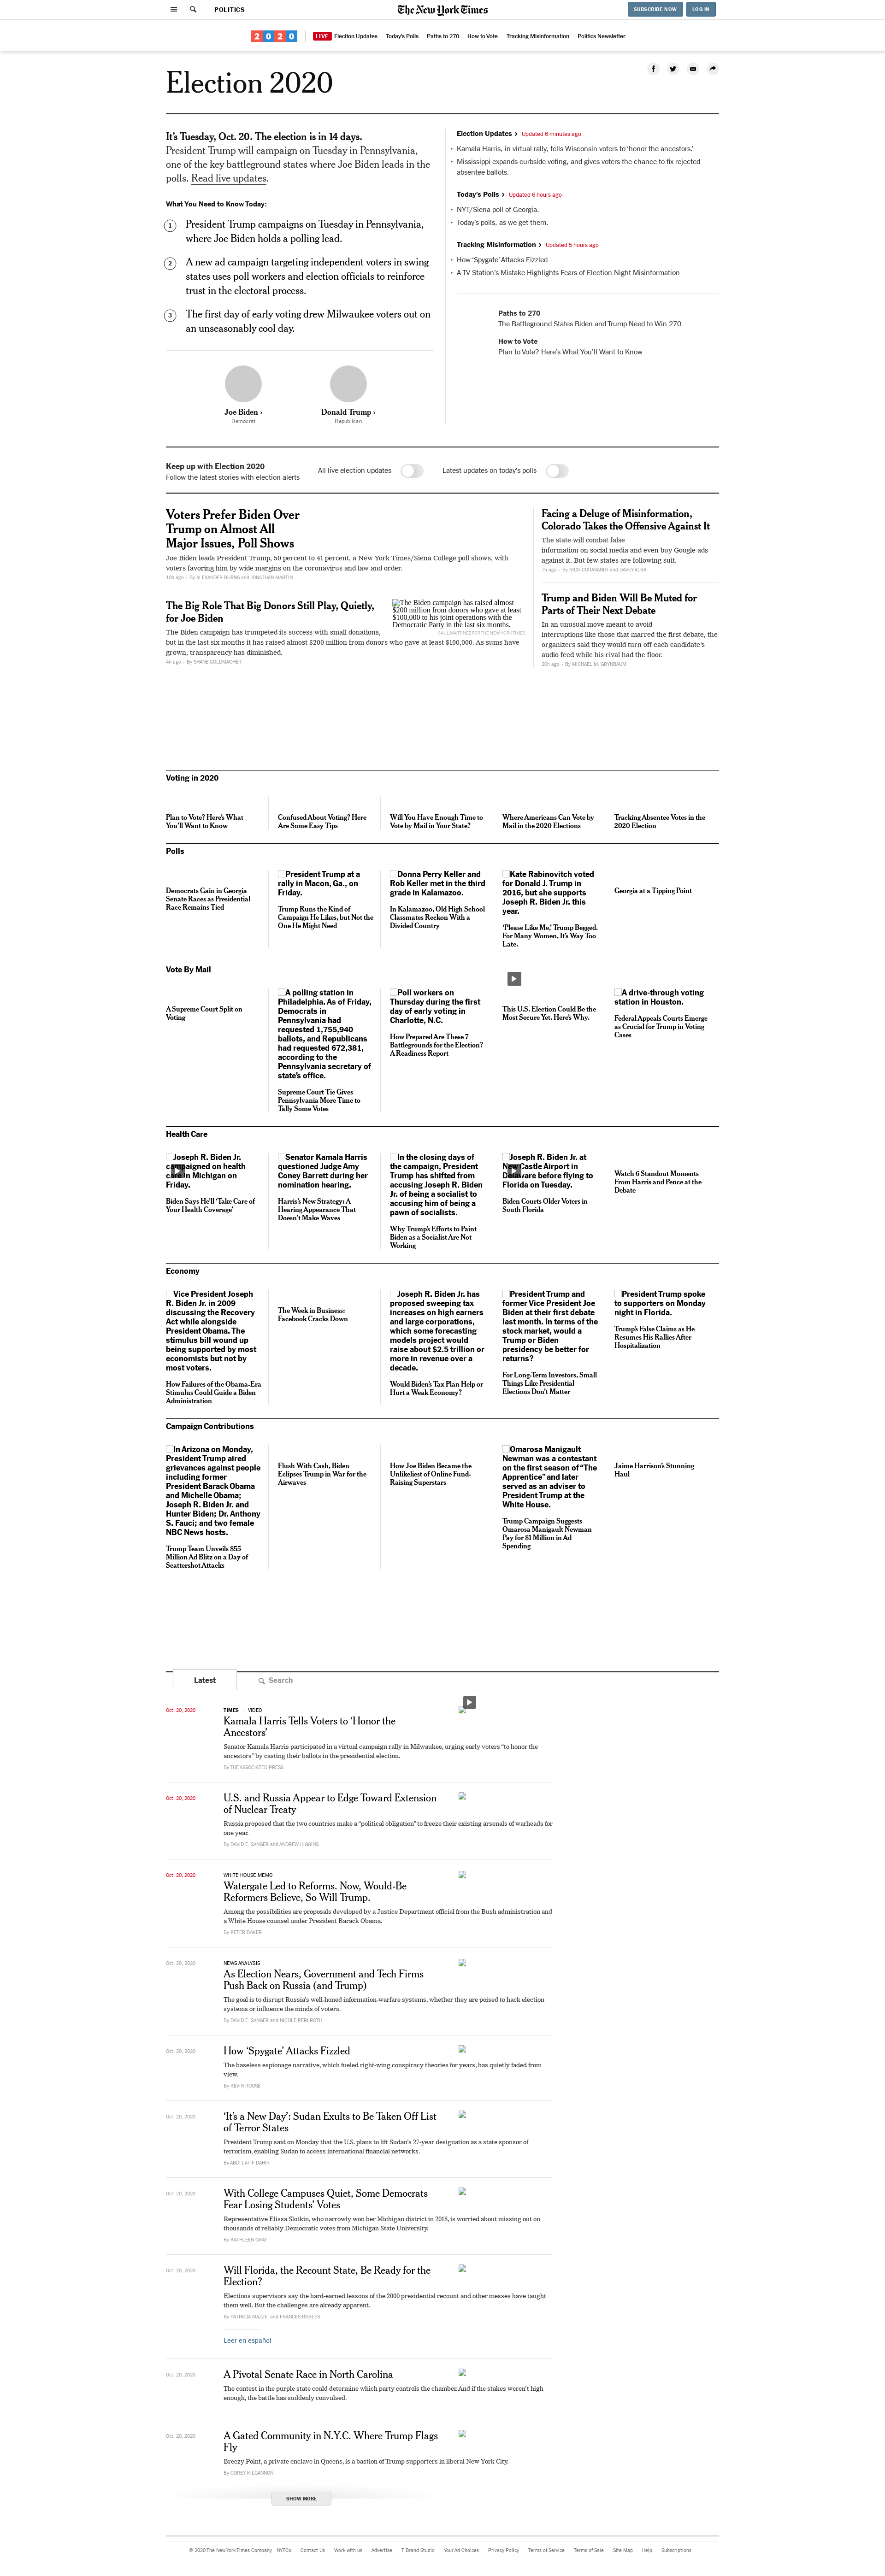 POLITICS
The New York Times
SUBSCRIBE NOW
LOG IN
2020
LIVE
Election Updates
Today's Polls
Paths to 270
How to Vote
Tracking Misinformation
Politics Newsletter
Election 2020
It's Tuesday, Oct. 20. The election is in 14 days.
President Trump will campaign on Tuesday in Pennsylvania,
one of the key battleground states where Joe Biden leads in the
polls. Read live updates.
What You Need to Know Today:
1
President Trump campaigns on Tuesday in Pennsylvania,
where Joe Biden holds a polling lead.
2
A new ad campaign targeting independent voters in swing
states uses poll workers and election officials to reinforce
trust in the electoral process.
3
The first day of early voting drew Milwaukee voters out on
an unseasonably cool day.
Joe Biden ›
Democrat
Donald Trump ›
Republican
Election Updates › Updated 6 minutes ago
• Kamala Harris, in virtual rally, tells Wisconsin voters to 'honor the ancestors.'
• Mississippi expands curbside voting, and gives voters the chance to fix rejected
absentee ballots.
Today's Polls › Updated 6 hours ago
• NYT/Siena poll of Georgia.
• Today's polls, as we get them.
Tracking Misinformation › Updated 5 hours ago
• How 'Spygate' Attacks Fizzled
• A TV Station's Mistake Highlights Fears of Election Night Misinformation
Paths to 270
The Battleground States Biden and Trump Need to Win 270
How to Vote
Plan to Vote? Here's What You'll Want to Know
Keep up with Election 2020
Follow the latest stories with election alerts
All live election updates
Latest updates on today's polls
Voters Prefer Biden Over
Trump on Almost All
Major Issues, Poll Shows
Joe Biden leads President Trump, 50 percent to 41 percent, a New York Times/Siena College poll shows, with
voters favoring him by wide margins on the coronavirus and law and order.
10h ago • By ALEXANDER BURNS and JONATHAN MARTIN
The Big Role That Big Donors Still Play, Quietly,
for Joe Biden
The Biden campaign has trumpeted its success with small donations,
but in the last six months it has raised almost $200 million from donors who gave at least $100,000. As sums have
grown, transparency has diminished.
4h ago • By SHANE GOLDMACHER
The Biden campaign has raised almost
$200 million from donors who gave at least
$100,000 to his joint operations with the
Democratic Party in the last six months.
SAUL MARTINEZ FOR THE NEW YORK TIMES
Facing a Deluge of Misinformation,
Colorado Takes the Offensive Against It
The state will combat false
information on social media and even buy Google ads
against it. But few states are following suit.
7h ago • By NICK CORASANITI and DAVEY ALBA
Trump and Biden Will Be Muted for
Parts of Their Next Debate
In an unusual move meant to avoid
interruptions like those that marred the first debate, the
organizers said they would turn off each candidate's
audio feed while his rival had the floor.
20h ago • By MICHAEL M. GRYNBAUM
Voting in 2020
Plan to Vote? Here's What
You'll Want to Know
Confused About Voting? Here
Are Some Easy Tips
Will You Have Enough Time to
Vote by Mail in Your State?
Where Americans Can Vote by
Mail in the 2020 Elections
Tracking Absentee Votes in the
2020 Election
Polls
Democrats Gain in Georgia
Senate Races as Presidential
Race Remains Tied
President Trump at a
rally in Macon, Ga., on
Friday.
Trump Runs the Kind of
Campaign He Likes, but Not the
One He Might Need
Donna Perry Keller and
Rob Keller met in the third
grade in Kalamazoo.
In Kalamazoo, Old High School
Classmates Reckon With a
Divided Country
Kate Rabinovitch voted
for Donald J. Trump in
2016, but she supports
Joseph R. Biden Jr. this
year.
'Please Like Me,' Trump Begged.
For Many Women, It's Way Too
Late.
Georgia at a Tipping Point
Vote By Mail
A Supreme Court Split on
Voting
A polling station in
Philadelphia. As of Friday,
Democrats in
Pennsylvania had
requested 1,755,940
ballots, and Republicans
had requested 672,381,
according to the
Pennsylvania secretary of
state's office.
Supreme Court Tie Gives
Pennsylvania More Time to
Tally Some Votes
Poll workers on
Thursday during the first
day of early voting in
Charlotte, N.C.
How Prepared Are These 7
Battlegrounds for the Election?
A Readiness Report
This U.S. Election Could Be the
Most Secure Yet. Here's Why.
A drive-through voting
station in Houston.
Federal Appeals Courts Emerge
as Crucial for Trump in Voting
Cases
Health Care
Joseph R. Biden Jr.
campaigned on health
care in Michigan on
Friday.
Biden Says He'll 'Take Care of
Your Health Coverage'
Senator Kamala Harris
questioned Judge Amy
Coney Barrett during her
nomination hearing.
Harris's New Strategy: A
Hearing Appearance That
Doesn't Make Waves
In the closing days of
the campaign, President
Trump has shifted from
accusing Joseph R. Biden
Jr. of being a socialist to
accusing him of being a
pawn of socialists.
Why Trump's Efforts to Paint
Biden as a Socialist Are Not
Working
Joseph R. Biden Jr. at
New Castle Airport in
Delaware before flying to
Florida on Tuesday.
Biden Courts Older Voters in
South Florida
Watch 6 Standout Moments
From Harris and Pence at the
Debate
Economy
Vice President Joseph
R. Biden Jr. in 2009
discussing the Recovery
Act while alongside
President Obama. The
stimulus bill wound up
being supported by most
economists but not by
most voters.
How Failures of the Obama-Era
Stimulus Could Guide a Biden
Administration
The Week in Business:
Facebook Cracks Down
Joseph R. Biden Jr. has
proposed sweeping tax
increases on high earners
and large corporations,
which some forecasting
models project would
raise about $2.5 trillion or
more in revenue over a
decade.
Would Biden's Tax Plan Help or
Hurt a Weak Economy?
President Trump and
former Vice President Joe
Biden at their first debate
last month. In terms of the
stock market, would a
Trump or Biden
presidency be better for
returns?
For Long-Term Investors, Small
Things Like Presidential
Elections Don't Matter
President Trump spoke
to supporters on Monday
night in Florida.
Trump's False Claims as He
Resumes His Rallies After
Hospitalization
Campaign Contributions
In Arizona on Monday,
President Trump aired
grievances against people
including former
President Barack Obama
and Michelle Obama;
Joseph R. Biden Jr. and
Hunter Biden; Dr. Anthony
S. Fauci; and two female
NBC News hosts.
Trump Team Unveils $55
Million Ad Blitz on a Day of
Scattershot Attacks
Flush With Cash, Biden
Eclipses Trump in War for the
Airwaves
How Joe Biden Became the
Unlikeliest of Online Fund-
Raising Superstars
Omarosa Manigault
Newman was a contestant
on the first season of "The
Apprentice" and later
served as an adviser to
President Trump at the
White House.
Trump Campaign Suggests
Omarosa Manigault Newman
Pay for $1 Million in Ad
Spending
Jaime Harrison's Stunning
Haul
Latest
Search
Oct. 20, 2020
TIMES | VIDEO
Kamala Harris Tells Voters to 'Honor the
Ancestors'
Senator Kamala Harris participated in a virtual campaign rally in Milwaukee, urging early voters "to honor the
ancestors" by casting their ballots in the presidential election.
By THE ASSOCIATED PRESS
Oct. 20, 2020
U.S. and Russia Appear to Edge Toward Extension
of Nuclear Treaty
Russia proposed that the two countries make a "political obligation" to freeze their existing arsenals of warheads for
one year.
By DAVID E. SANGER and ANDREW HIGGINS
Oct. 20, 2020
WHITE HOUSE MEMO
Watergate Led to Reforms. Now, Would-Be
Reformers Believe, So Will Trump.
Among the possibilities are proposals developed by a Justice Department official from the Bush administration and
a White House counsel under President Barack Obama.
By PETER BAKER
Oct. 20, 2020
NEWS ANALYSIS
As Election Nears, Government and Tech Firms
Push Back on Russia (and Trump)
The goal is to disrupt Russia's well-honed information-warfare systems, whether they are poised to hack election
systems or influence the minds of voters.
By DAVID E. SANGER and NICOLE PERLROTH
Oct. 20, 2020
How 'Spygate' Attacks Fizzled
The baseless espionage narrative, which fueled right-wing conspiracy theories for years, has quietly faded from
view.
By KEVIN ROOSE
Oct. 20, 2020
'It's a New Day': Sudan Exults to Be Taken Off List
of Terror States
President Trump said on Monday that the U.S. plans to lift Sudan's 27-year designation as a state sponsor of
terrorism, enabling Sudan to access international financial networks.
By ABDI LATIF DAHIR
Oct. 20, 2020
With College Campuses Quiet, Some Democrats
Fear Losing Students' Votes
Representative Elissa Slotkin, who narrowly won her Michigan district in 2018, is worried about missing out on
thousands of reliably Democratic votes from Michigan State University.
By KATHLEEN GRAY
Oct. 20, 2020
Will Florida, the Recount State, Be Ready for the
Election?
Elections supervisors say the hard-earned lessons of the 2000 presidential recount and other messes have taught
them well. But the challenges are already apparent.
By PATRICIA MAZZEI and FRANCES ROBLES
Leer en español
Oct. 20, 2020
A Pivotal Senate Race in North Carolina
The contest in the purple state could determine which party controls the chamber. And if the stakes weren't high
enough, the battle has suddenly convulsed.
Oct. 20, 2020
A Gated Community in N.Y.C. Where Trump Flags
Fly
Breezy Point, a private enclave in Queens, is a bastion of Trump supporters in liberal New York City.
By COREY KILGANNON
SHOW MORE
© 2020 The New York Times Company
NYTCo
Contact Us
Work with us
Advertise
T Brand Studio
Your Ad Choices
Privacy Policy
Terms of Service
Terms of Sale
Site Map
Help
Subscriptions